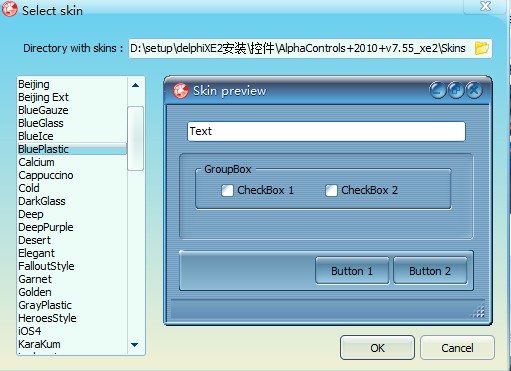 Select skin
Directory with skins : D:\setup\delphiXE2安装\控件\AlphaControls+2010+v7.55_xe2\Skins
Beijing
Beijing Ext
BlueGauze
BlueGlass
BlueIce
BluePlastic
Calcium
Cappuccino
Cold
DarkGlass
Deep
DeepPurple
Desert
Elegant
FalloutStyle
Garnet
Golden
GrayPlastic
HeroesStyle
iOS4
KaraKum
Skin preview
Text
GroupBox
CheckBox 1
CheckBox 2
Button 1
Button 2
OK
Cancel